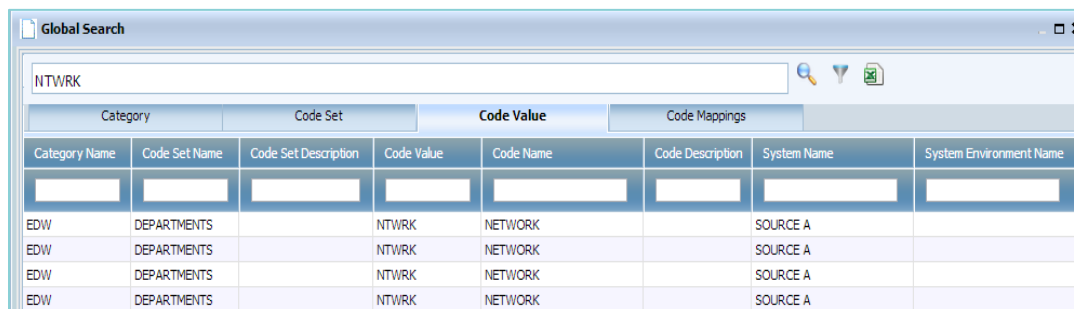 Global Search
NTWRK
Category Code Set Code Value Code Mappings
Category Name Code Set Name Code Set Description Code Value Code Name Code Description System Name System Environment Name
EDW DEPARTMENTS NTWRK NETWORK SOURCE A
EDW DEPARTMENTS NTWRK NETWORK SOURCE A
EDW DEPARTMENTS NTWRK NETWORK SOURCE A
EDW DEPARTMENTS NTWRK NETWORK SOURCE A